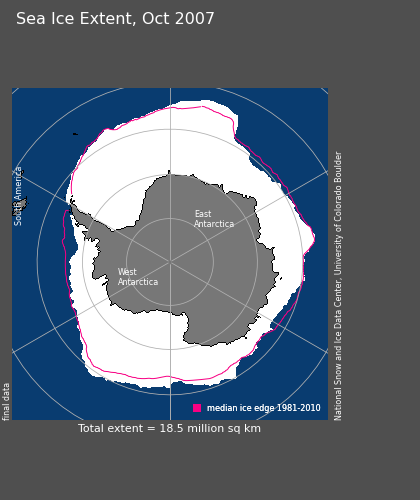 Sea Ice Extent, Oct 2007
South America
East
Antarctica
West
Antarctica
National Snow and Ice Data Center, University of Colorado Boulder
final data
median ice edge 1981-2010
Total extent = 18.5 million sq km